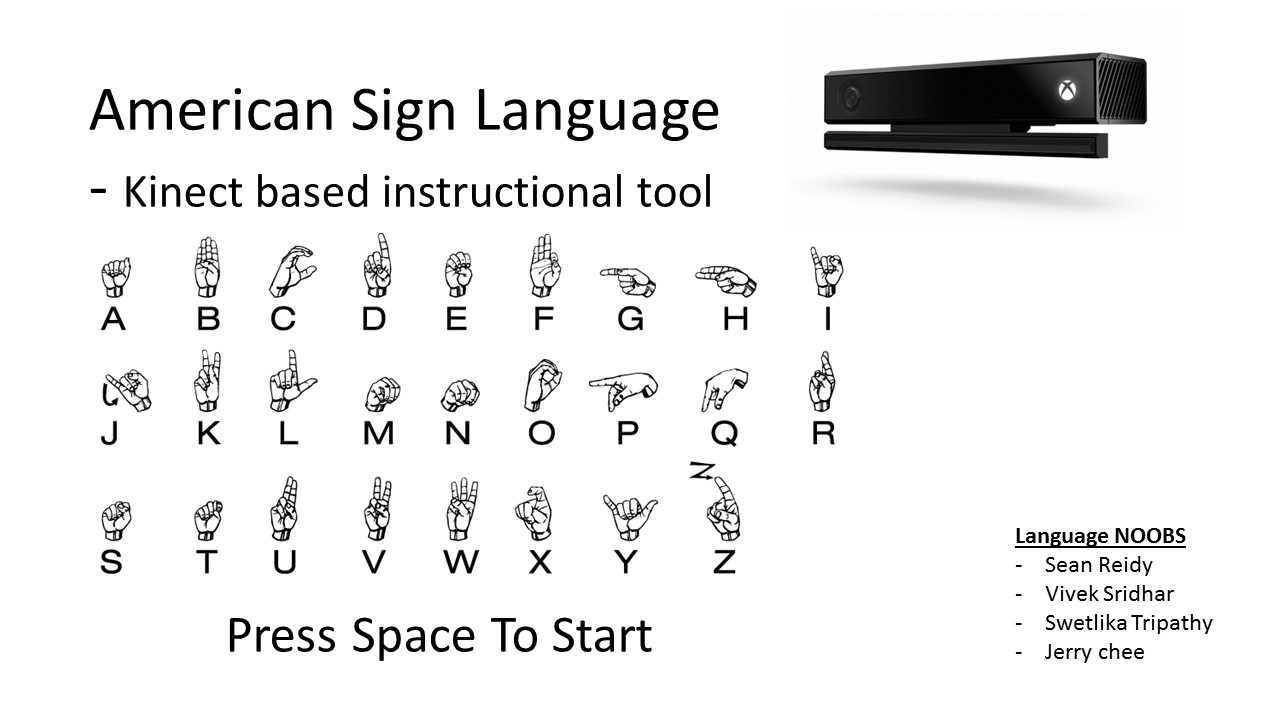 American Sign Language
- Kinect based instructional tool
A B C D E F G H I
J K L M N O P Q R
Z
S T U V W X Y Z
Press Space To Start
Language NOOBS
- Sean Reidy
- Vivek Sridhar
- Swetlika Tripathy
- Jerry chee